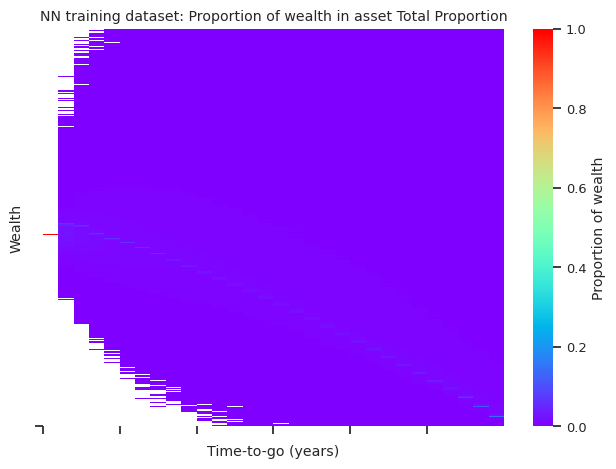 NN training dataset: Proportion of wealth in asset Total Proportion
Wealth
Time-to-go (years)
1.0
0.8
0.6
0.4
0.2
0.0
Proportion of wealth